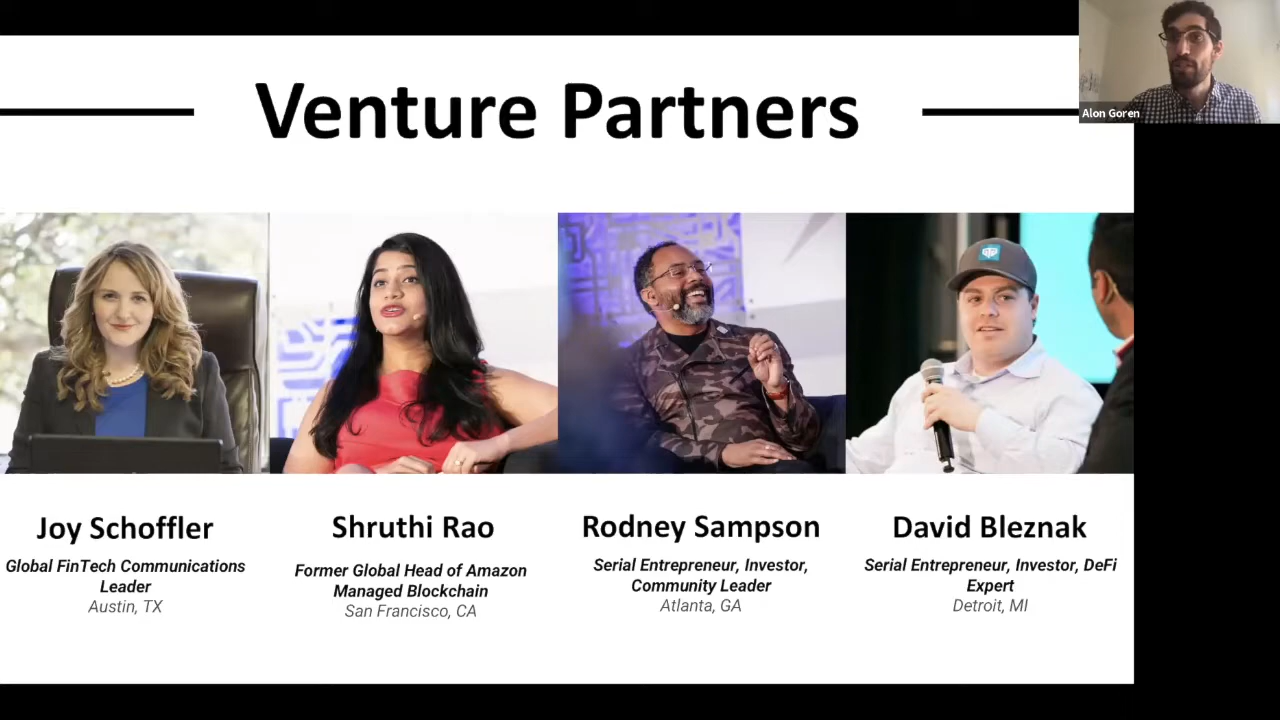 Venture Partners
Alon Goren
Joy Schoffler
Global FinTech Communications
Leader
Austin, TX
Shruthi Rao
Former Global Head of Amazon
Managed Blockchain
San Francisco, CA
Rodney Sampson
Serial Entrepreneur, Investor,
Community Leader
Atlanta, GA
David Bleznak
Serial Entrepreneur, Investor, DeFi
Expert
Detroit, MI